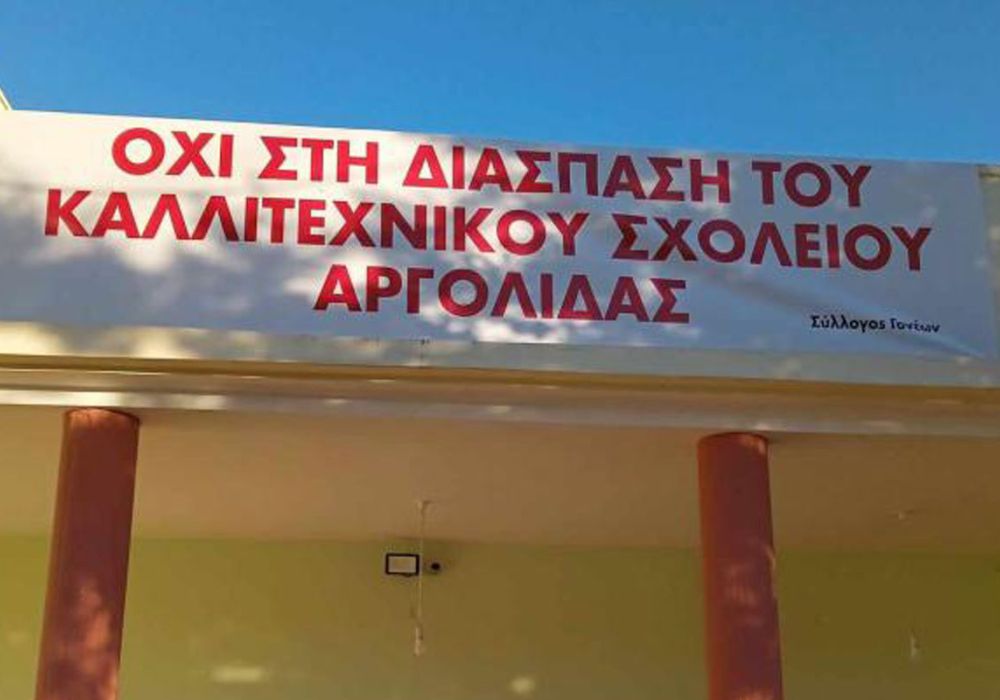 ΟΧΙ ΣΤΗ ΔΙΑΣΠΑΣΗ ΤΟΥ
ΚΑΛΛΙΤΕΧΝΙΚΟΥ ΣΧΟΛΕΙΟΥ
ΑΡΓΟΛΙΔΑΣ
Σύλλογος Γονέων